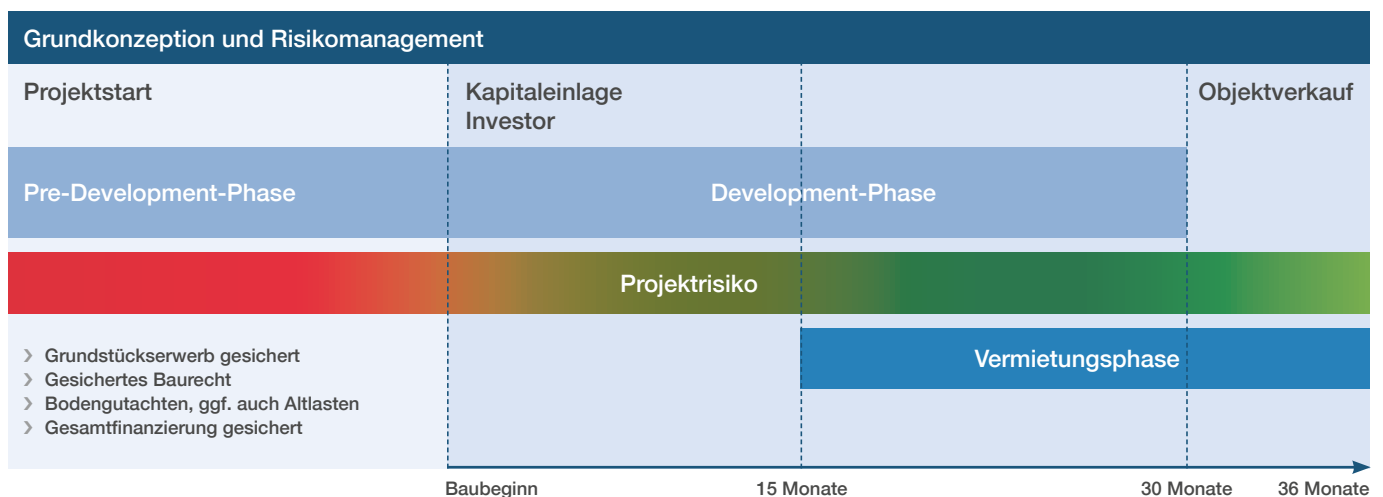 Grundkonzeption und Risikomanagement
Projektstart
Kapitaleinlage
Investor
Objektverkauf
Pre-Development-Phase
Development-Phase
Projektrisiko
Vermietungsphase
› Grundstückserwerb gesichert
› Gesichertes Baurecht
› Bodengutachten, ggf. auch Altlasten
› Gesamtfinanzierung gesichert
Baubeginn
15 Monate
30 Monate
36 Monate